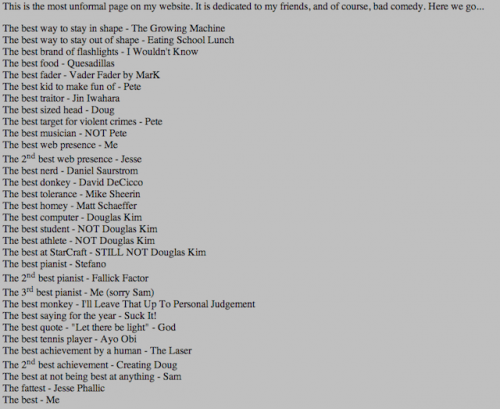 This is the most unformal page on my website. It is dedicated to my friends, and of course, bad comedy. Here we go...
The best way to stay in shape - The Growing Machine
The best way to stay out of shape - Eating School Lunch
The best brand of flashlights - I Wouldn't Know
The best food - Quesadillas
The best fader - Vader Fader by MarK
The best kid to make fun of - Pete
The best traitor - Jin Iwahara
The best sized head - Doug
The best target for violent crimes - Pete
The best musician - NOT Pete
The best web presence - Me
The 2nd best web presence - Jesse
The best nerd - Daniel Saurstrom
The best donkey - David DeCicco
The best tolerance - Mike Sheerin
The best homey - Matt Schaeffer
The best computer - Douglas Kim
The best student - NOT Douglas Kim
The best athlete - NOT Douglas Kim
The best at StarCraft - STILL NOT Douglas Kim
The best pianist - Stefano
The 2nd best pianist - Fallick Factor
The 3rd best pianist - Me (sorry Sam)
The best monkey - I'll Leave That Up To Personal Judgement
The best saying for the year - Suck It!
The best quote - "Let there be light" - God
The best tennis player - Ayo Obi
The best achievement by a human - The Laser
The 2nd best achievement - Creating Doug
The best at not being best at anything - Sam
The fattest - Jesse Phallic
The best - Me